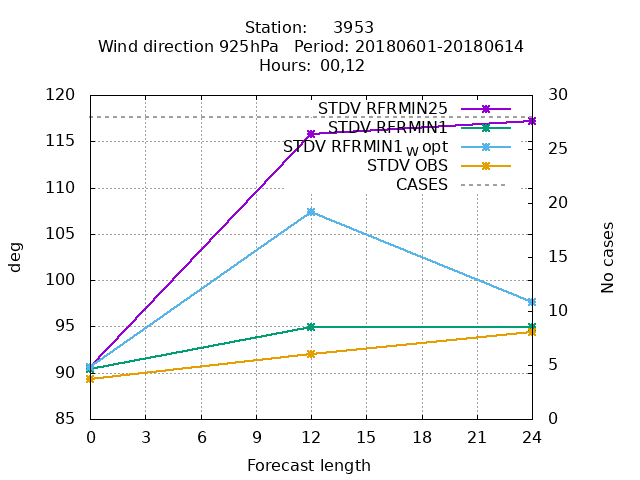 Station: 3953
Wind direction 925hPa Period: 20180601-20180614
Hours: 00,12
120 30
STDV RFRMIN25
STDV RFRMIN1
115 25
STDV RFRMIN1 W opt
STDV OBS
110 CASES 20
105
deg No cases
100 15
95 10
90 5
85 0
0 3 6 9 12 15 18 21 24
Forecast length